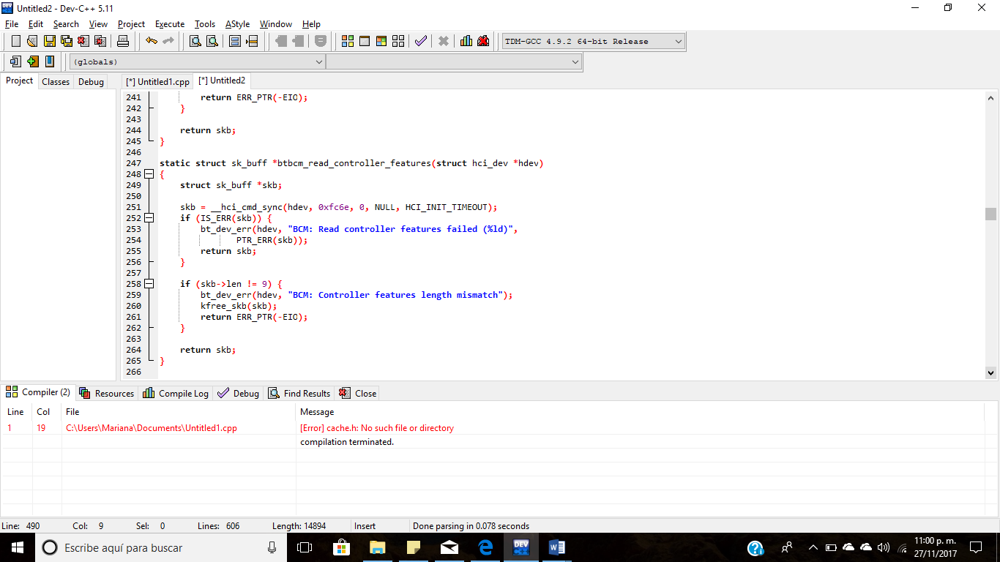 Untitled2 - Dev-C++ 5.11
File Edit Search View Project Execute Tools AStyle Window Help
TDM-GCC 4.9.2 64-bit Release
(globals)
Project Classes Debug [*] Untitled1.cpp [*] Untitled2
241 return ERR_PTR(-EIO);
242 }
243
244 return skb;
245 }
246
247 static struct sk_buff *btbcm_read_controller_features(struct hci_dev *hdev)
248 {
249 struct sk_buff *skb;
250
251 skb = __hci_cmd_sync(hdev, 0xfc6e, 0, NULL, HCI_INIT_TIMEOUT);
252 if (IS_ERR(skb)) {
253 bt_dev_err(hdev, "BCM: Read controller features failed (%ld)",
254 PTR_ERR(skb));
255 return skb;
256 }
257
258 if (skb->len != 9) {
259 bt_dev_err(hdev, "BCM: Controller features length mismatch");
260 kfree_skb(skb);
261 return ERR_PTR(-EIO);
262 }
263
264 return skb;
265 }
266
Compiler (2) Resources Compile Log Debug Find Results Close
Line Col File Message
1 19 C:\Users\Mariana\Documents\Untitled1.cpp [Error] cache.h: No such file or directory
compilation terminated.
Line: 490 Col: 9 Sel: 0 Lines: 606 Length: 14894 Insert Done parsing in 0.078 seconds
Escribe aquí para buscar
DEV
11:00 p. m.
27/11/2017